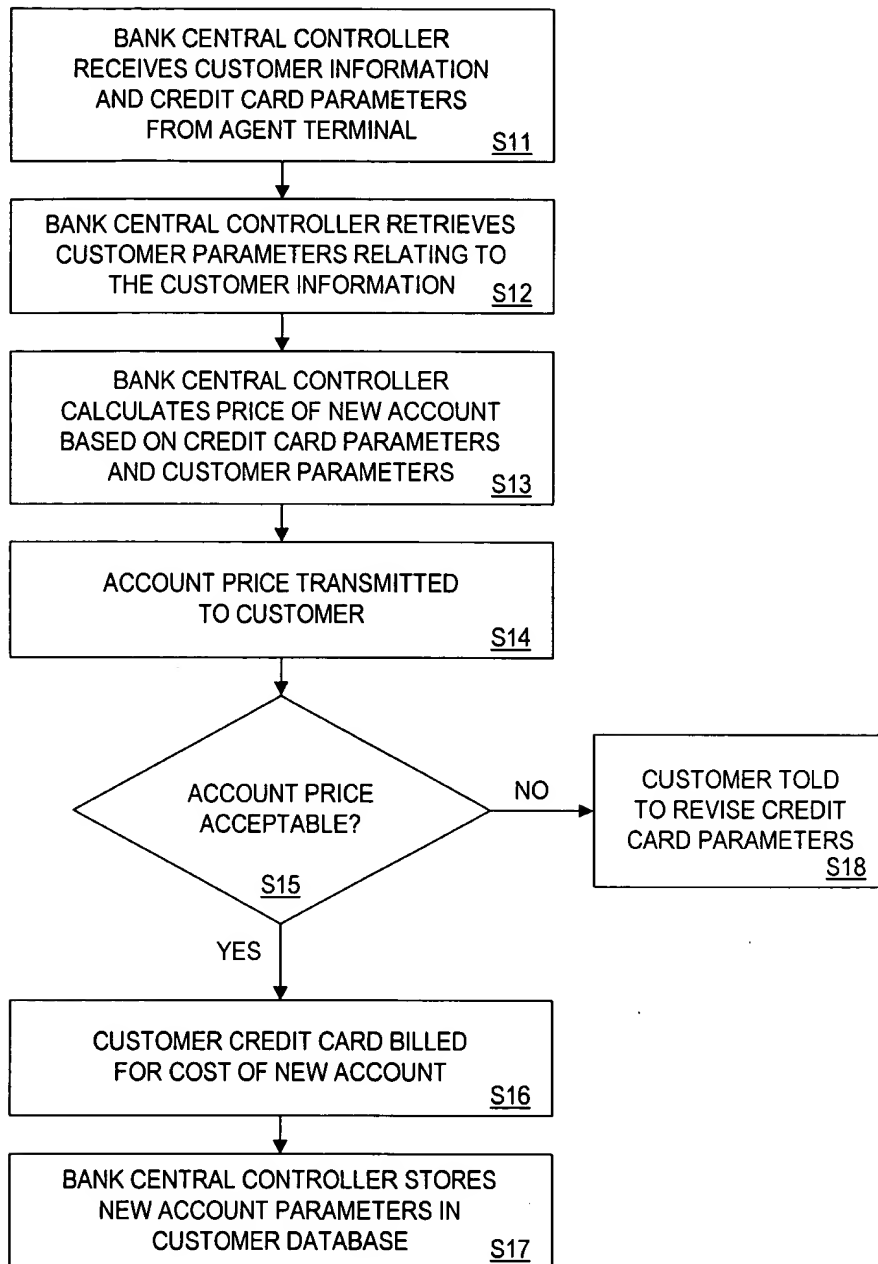 BANK CENTRAL CONTROLLER
RECEIVES CUSTOMER INFORMATION
AND CREDIT CARD PARAMETERS
FROM AGENT TERMINAL
S11
BANK CENTRAL CONTROLLER RETRIEVES
CUSTOMER PARAMETERS RELATING TO
THE CUSTOMER INFORMATION
S12
BANK CENTRAL CONTROLLER
CALCULATES PRICE OF NEW ACCOUNT
BASED ON CREDIT CARD PARAMETERS
AND CUSTOMER PARAMETERS
S13
ACCOUNT PRICE TRANSMITTED
TO CUSTOMER
S14
ACCOUNT PRICE
ACCEPTABLE?
S15
NO
CUSTOMER TOLD
TO REVISE CREDIT
CARD PARAMETERS
S18
YES
CUSTOMER CREDIT CARD BILLED
FOR COST OF NEW ACCOUNT
S16
BANK CENTRAL CONTROLLER STORES
NEW ACCOUNT PARAMETERS IN
CUSTOMER DATABASE
S17